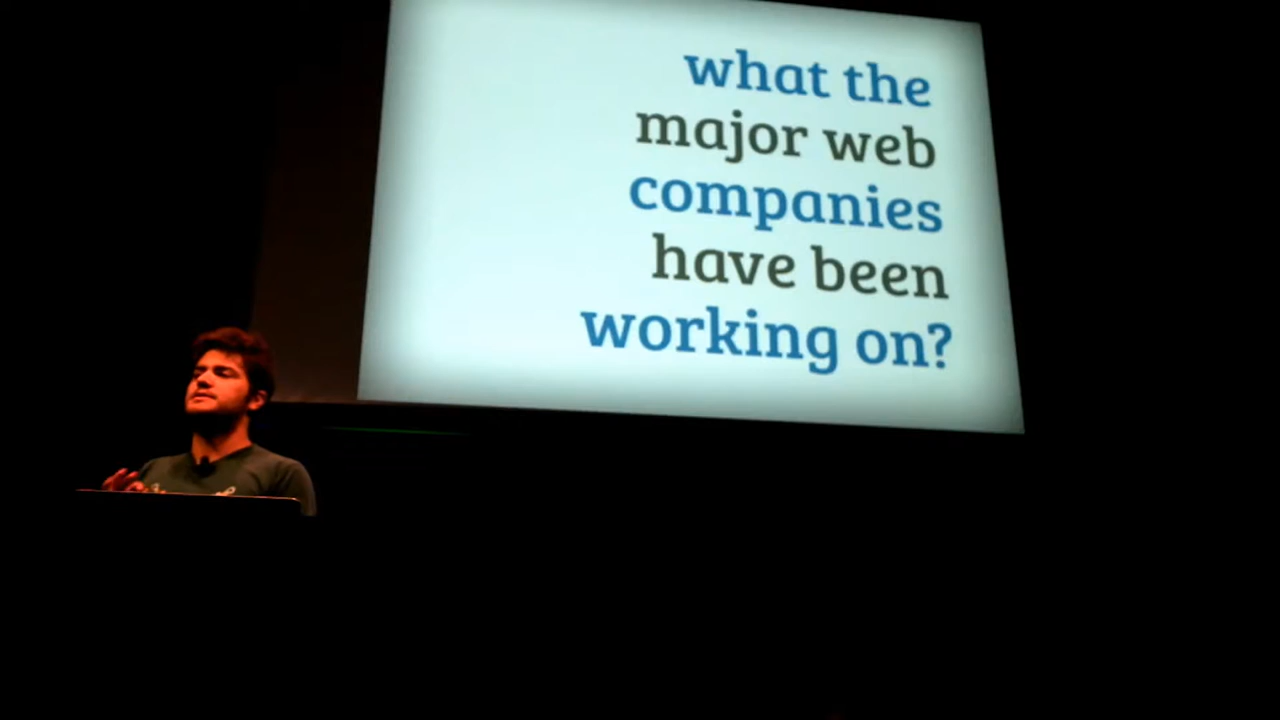 what the
major web
companies
have been
working on?